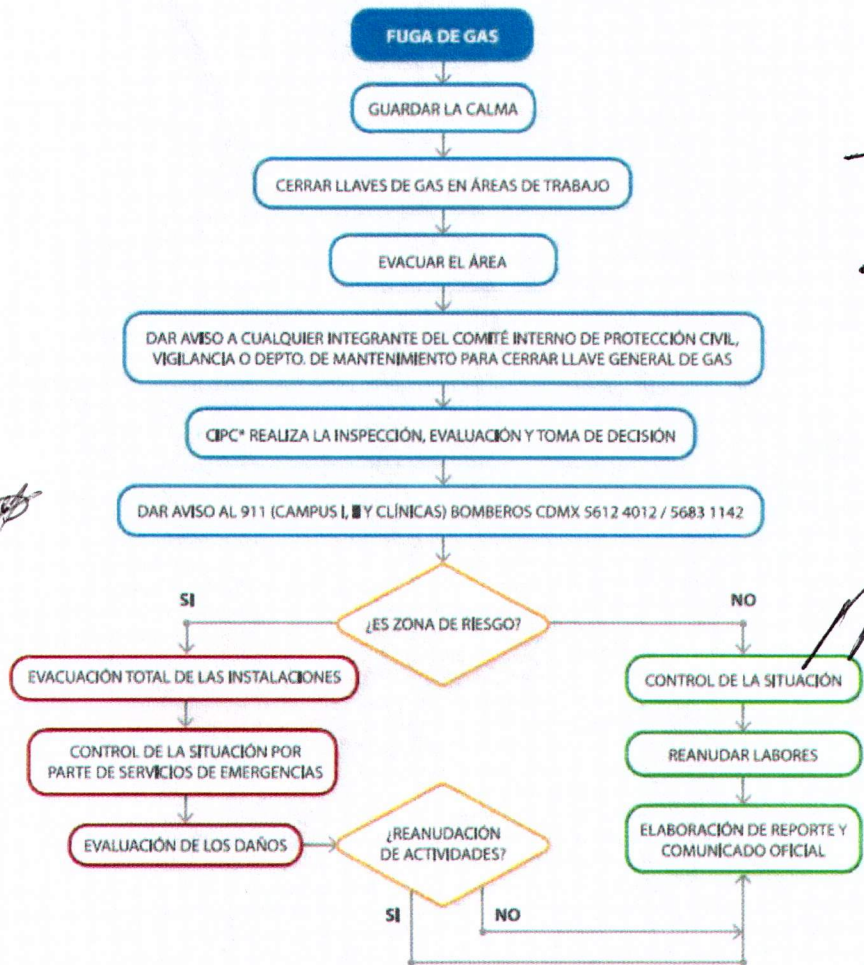 FUGA DE GAS
GUARDAR LA CALMA
CERRAR LLAVES DE GAS EN ÁREAS DE TRABAJO
EVACUAR EL ÁREA
DAR AVISO A CUALQUIER INTEGRANTE DEL COMITÉ INTERNO DE PROTECCIÓN CIVIL,
VIGILANCIA O DEPTO. DE MANTENIMIENTO PARA CERRAR LLAVE GENERAL DE GAS
CIPC* REALIZA LA INSPECCIÓN, EVALUACIÓN Y TOMA DE DECISIÓN
DAR AVISO AL 911 (CAMPUS I, Y CLÍNICAS) BOMBEROS CDMX 5612 4012 / 5683 1142
¿ES ZONA DE RIESGO?
SI
NO
EVACUACIÓN TOTAL DE LAS INSTALACIONES
CONTROL DE LA SITUACIÓN POR
PARTE DE SERVICIOS DE EMERGENCIAS
EVALUACIÓN DE LOS DAÑOS
¿REANUDACIÓN
DE ACTIVIDADES?
SI
NO
CONTROL DE LA SITUACIÓN
REANUDAR LABORES
ELABORACIÓN DE REPORTE Y
COMUNICADO OFICIAL